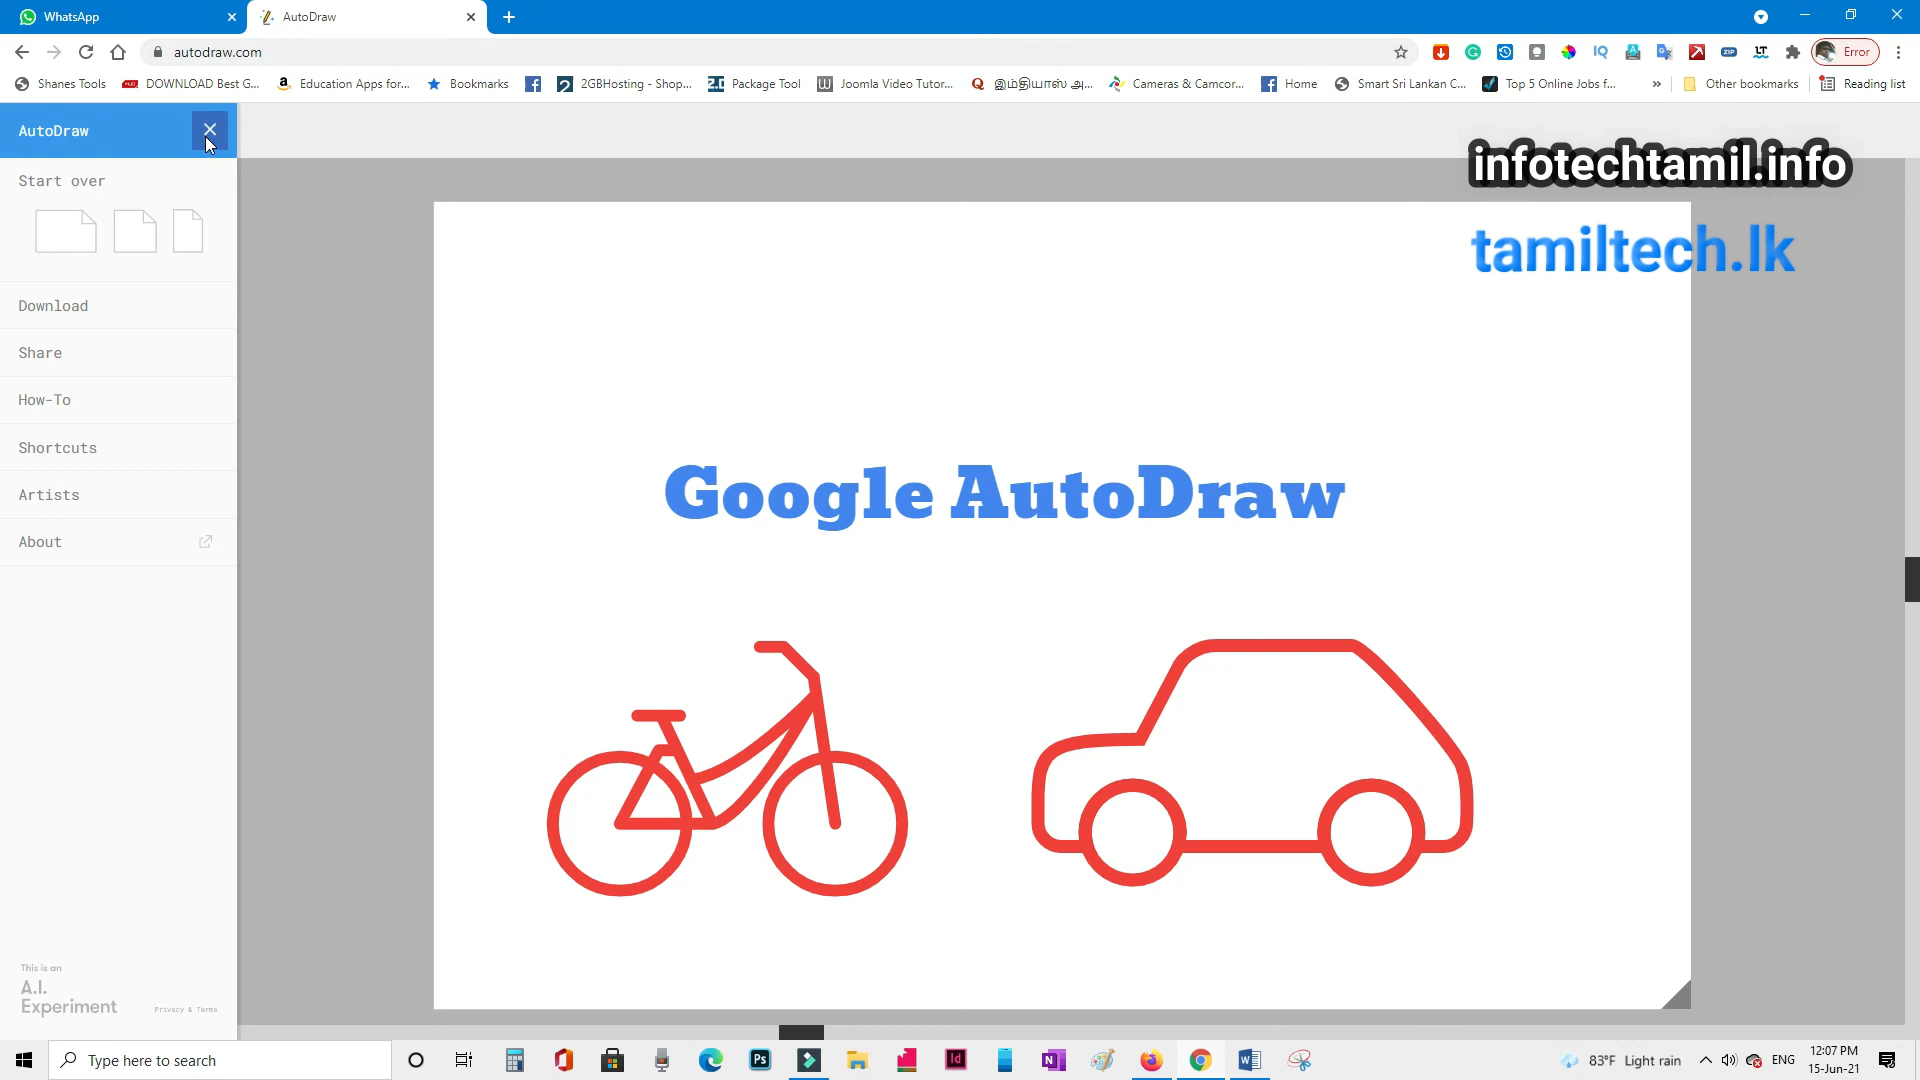 WhatsApp
AutoDraw
autodraw.com
Error
Shanes Tools
DOWNLOAD Best G...
Education Apps for...
Bookmarks
2GBHosting - Shop...
Package Tool
Joomla Video Tutor...
இம்தியாஸ் அ...
Cameras & Camcor...
Home
Smart Sri Lankan C...
Top 5 Online Jobs f...
Other bookmarks
Reading list
AutoDraw
Start over
Download
Share
How-To
Shortcuts
Artists
About
infotechtamil.info
tamiltech.lk
Google AutoDraw
This is an
A.I.
Experiment
Privacy & Terms
Type here to search
83°F Light rain
ENG
12:07 PM
15-Jun-21